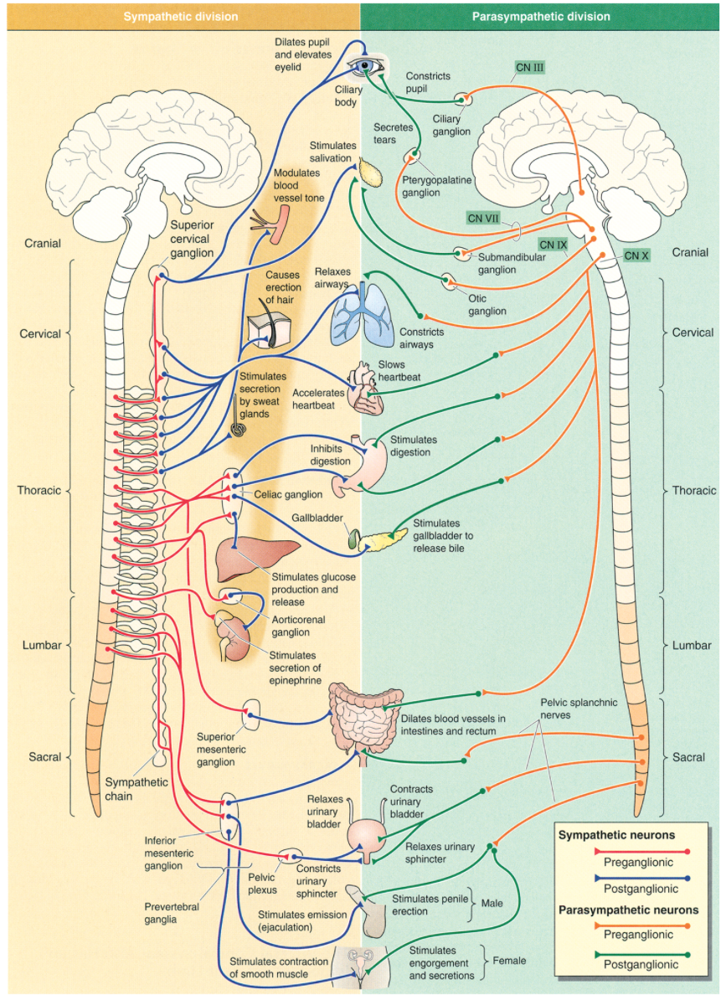 Sympathetic division
Parasympathetic division
Dilates pupil
and elevates
eyelid
Ciliary
body
Constricts
pupil
CN III
Ciliary
ganglion
Secretes
tears
Stimulates
salivation
Pterygopalatine
ganglion
Modulates
blood
vessel tone
Superior
cervical
ganglion
CN VII
CN IX
CN X
Submandibular
ganglion
Otic
ganglion
Cranial
Cranial
Causes
erection
of hair
Relaxes
airways
Constricts
airways
Cervical
Cervical
Slows
heartbeat
Stimulates
secretion
by sweat
glands
Accelerates
heartbeat
Inhibits
digestion
Stimulates
digestion
Thoracic
Thoracic
Celiac ganglion
Gallbladder
Stimulates
gallbladder to
release bile
Stimulates glucose
production and
release
Aorticorenal
ganglion
Lumbar
Lumbar
Stimulates
secretion of
epinephrine
Pelvic splanchnic
nerves
Dilates blood vessels in
intestines and rectum
Superior
mesenteric
ganglion
Sacral
Sacral
Sympathetic
chain
Relaxes
urinary
bladder
Contracts
urinary
bladder
Inferior
mesenteric
ganglion
Relaxes urinary
sphincter
Pelvic
plexus
Constricts
urinary
sphincter
Prevertebral
ganglia
Stimulates penile
erection
Male
Stimulates emission
(ejaculation)
Stimulates contraction
of smooth muscle
Stimulates
engorgement
and secretions
Female
Sympathetic neurons
Preganglionic
Postganglionic
Parasympathetic neurons
Preganglionic
Postganglionic